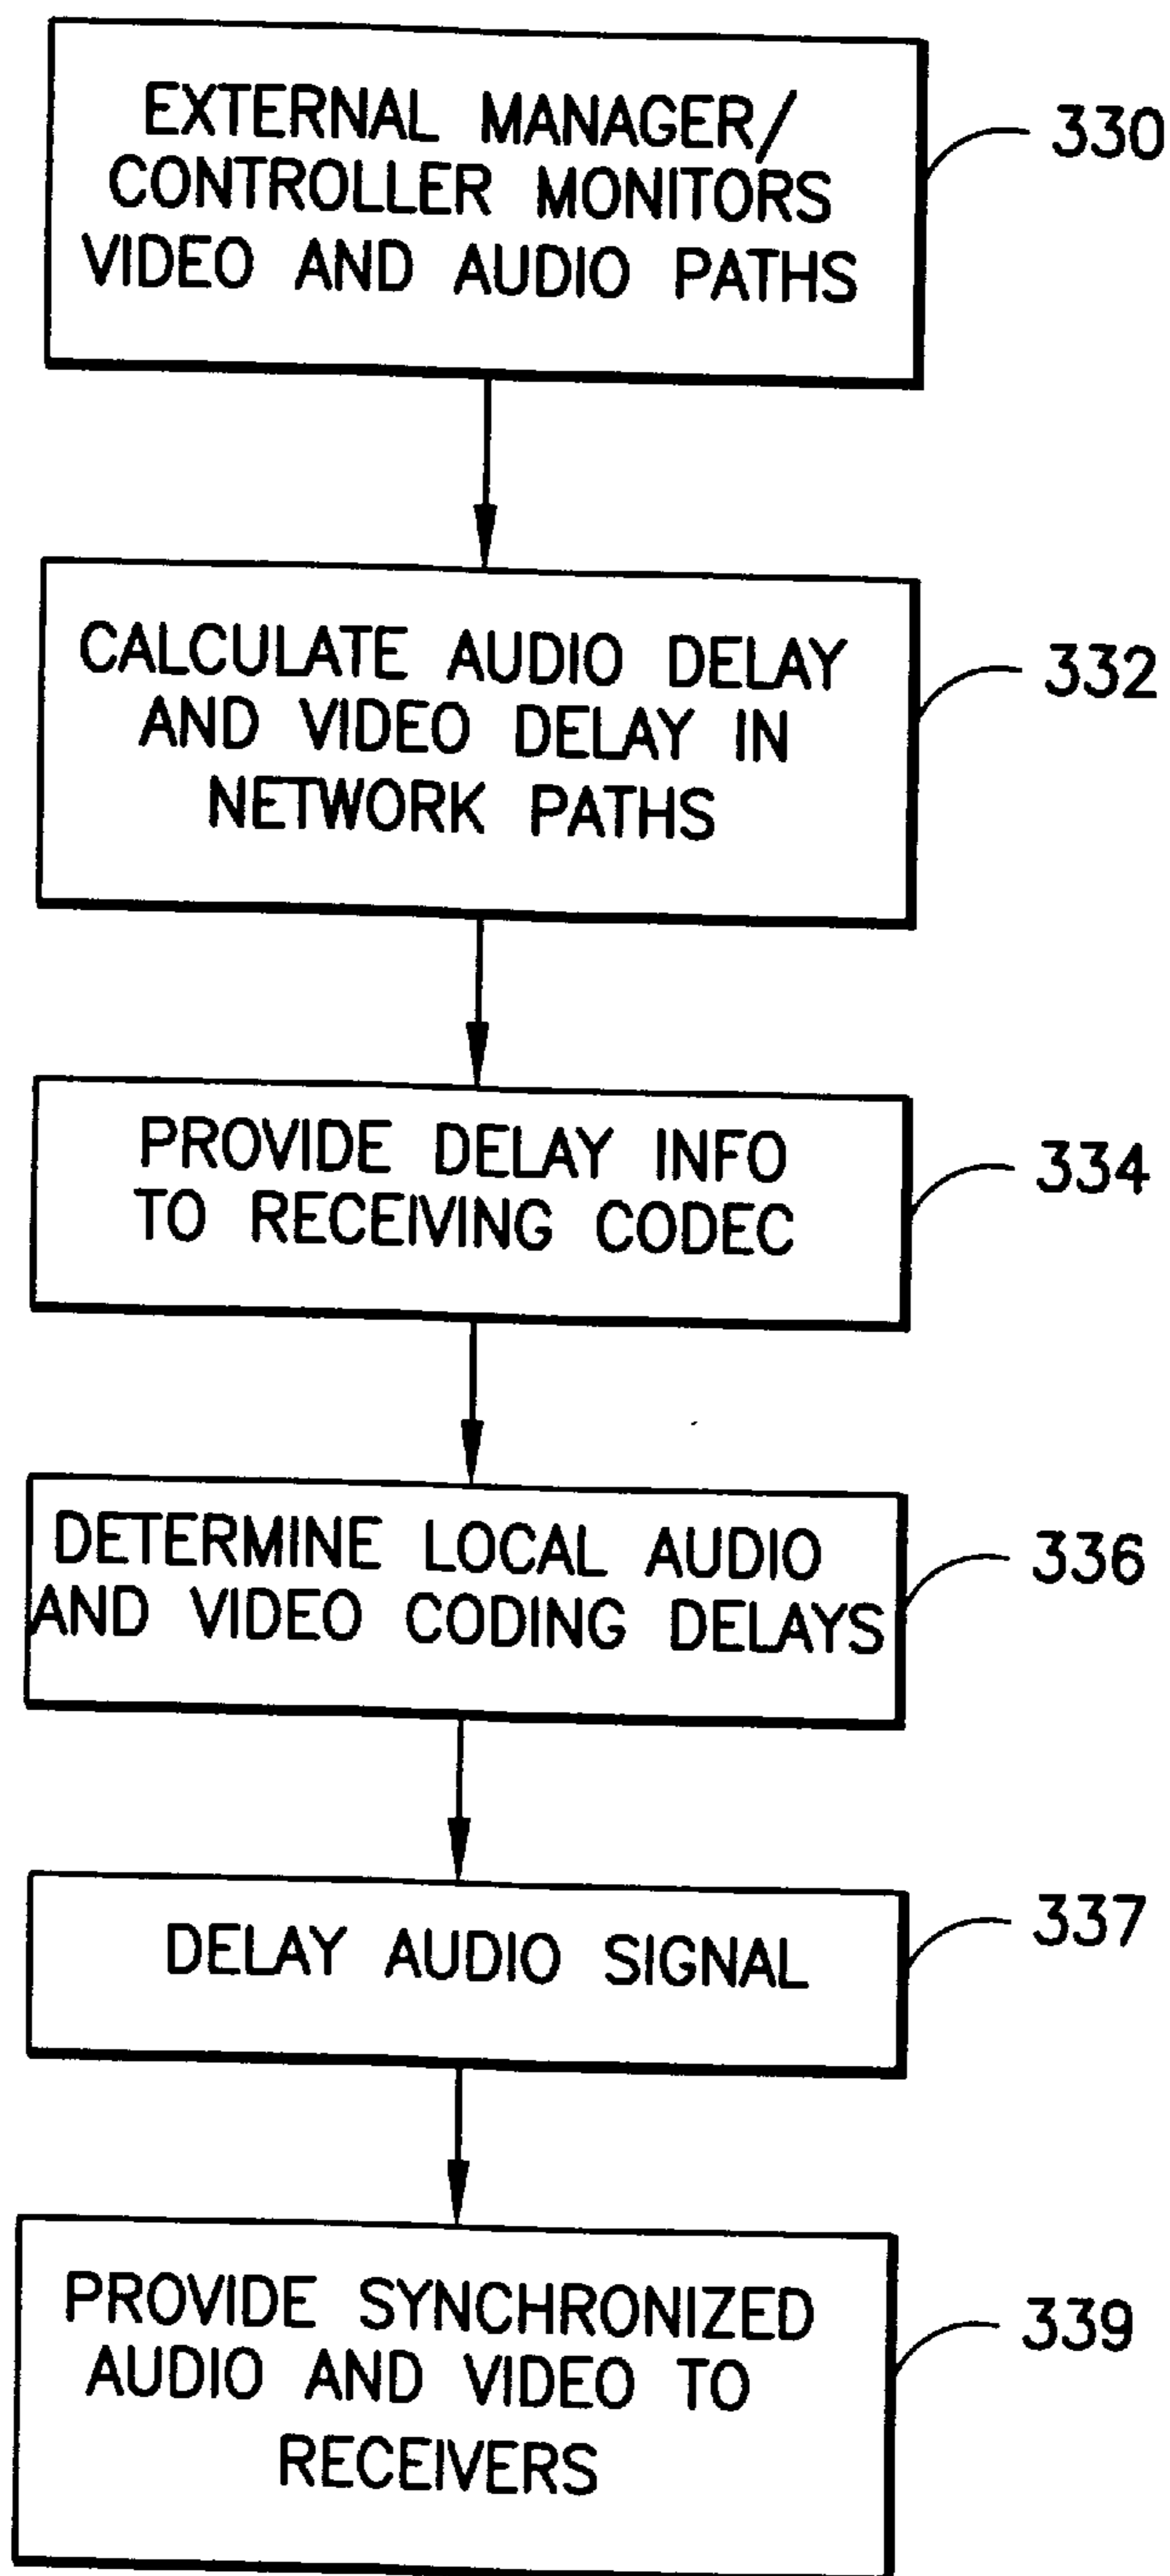 EXTERNAL MANAGER/
CONTROLLER MONITORS
VIDEO AND AUDIO PATHS
330
CALCULATE AUDIO DELAY
AND VIDEO DELAY IN
NETWORK PATHS
332
PROVIDE DELAY INFO
TO RECEIVING CODEC
334
DETERMINE LOCAL AUDIO
AND VIDEO CODING DELAYS
336
DELAY AUDIO SIGNAL
337
PROVIDE SYNCHRONIZED
AUDIO AND VIDEO TO
RECEIVERS
339